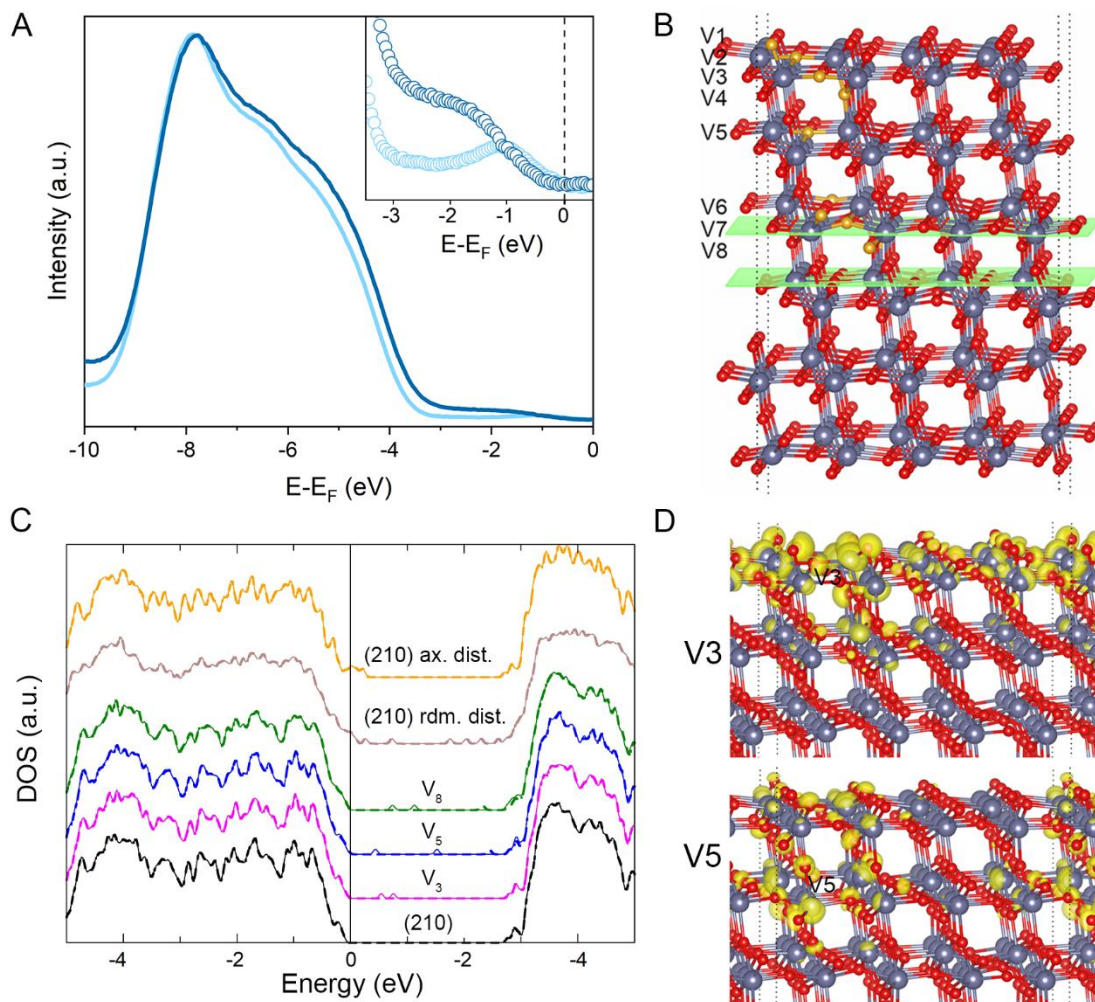 A
Intensity (a.u.)
-10 -8 -6 -4 -2 0
E-E_F (eV)
-3 -2 -1 0
E-E_F (eV)
B
V1
V2
V3
V4
V5
V6
V7
V8
C
DOS (a.u.)
(210) ax. dist.
(210) rdm. dist.
V_8
V_5
V_3
(210)
-4 -2 0 -2 -4
Energy (eV)
D
V3
V3
V5
V5